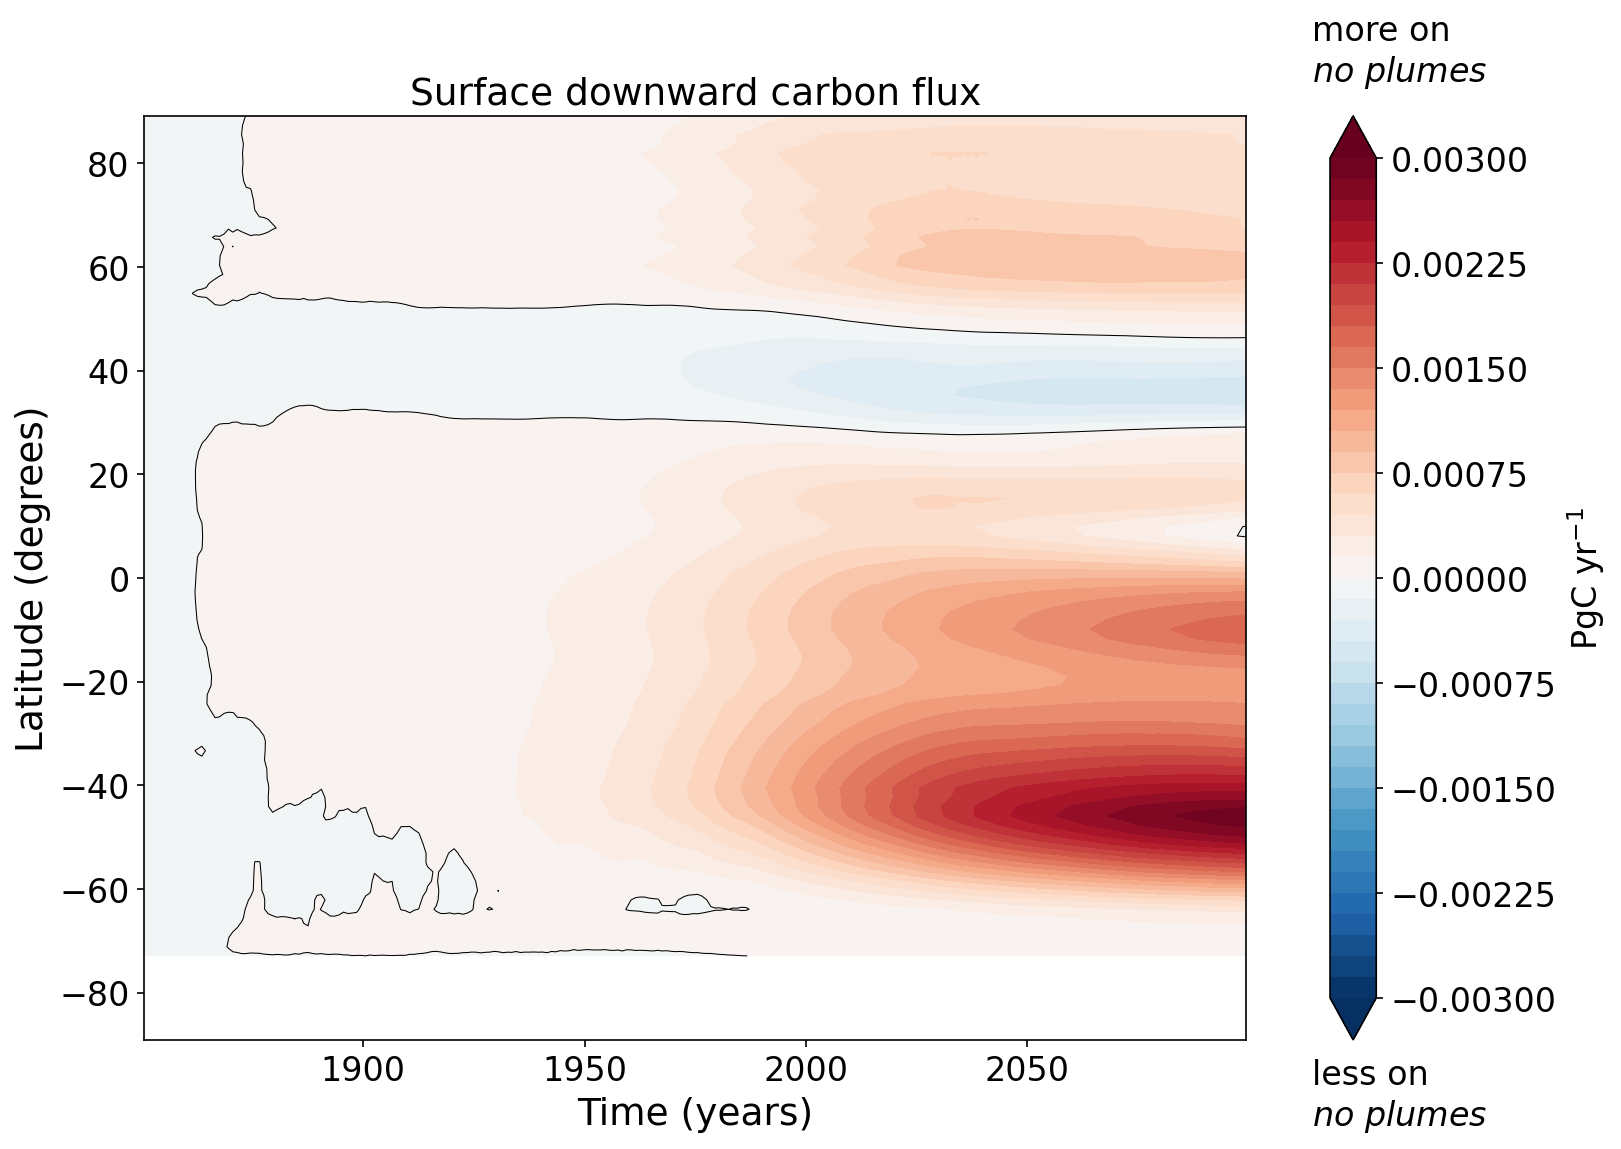 more on
no plumes
Surface downward carbon flux
80
60
40
20
0
−20
−40
−60
−80
Latitude (degrees)
1900
1950
2000
2050
Time (years)
0.00300
0.00225
0.00150
0.00075
0.00000
−0.00075
−0.00150
−0.00225
−0.00300
PgC yr⁻¹
less on
no plumes